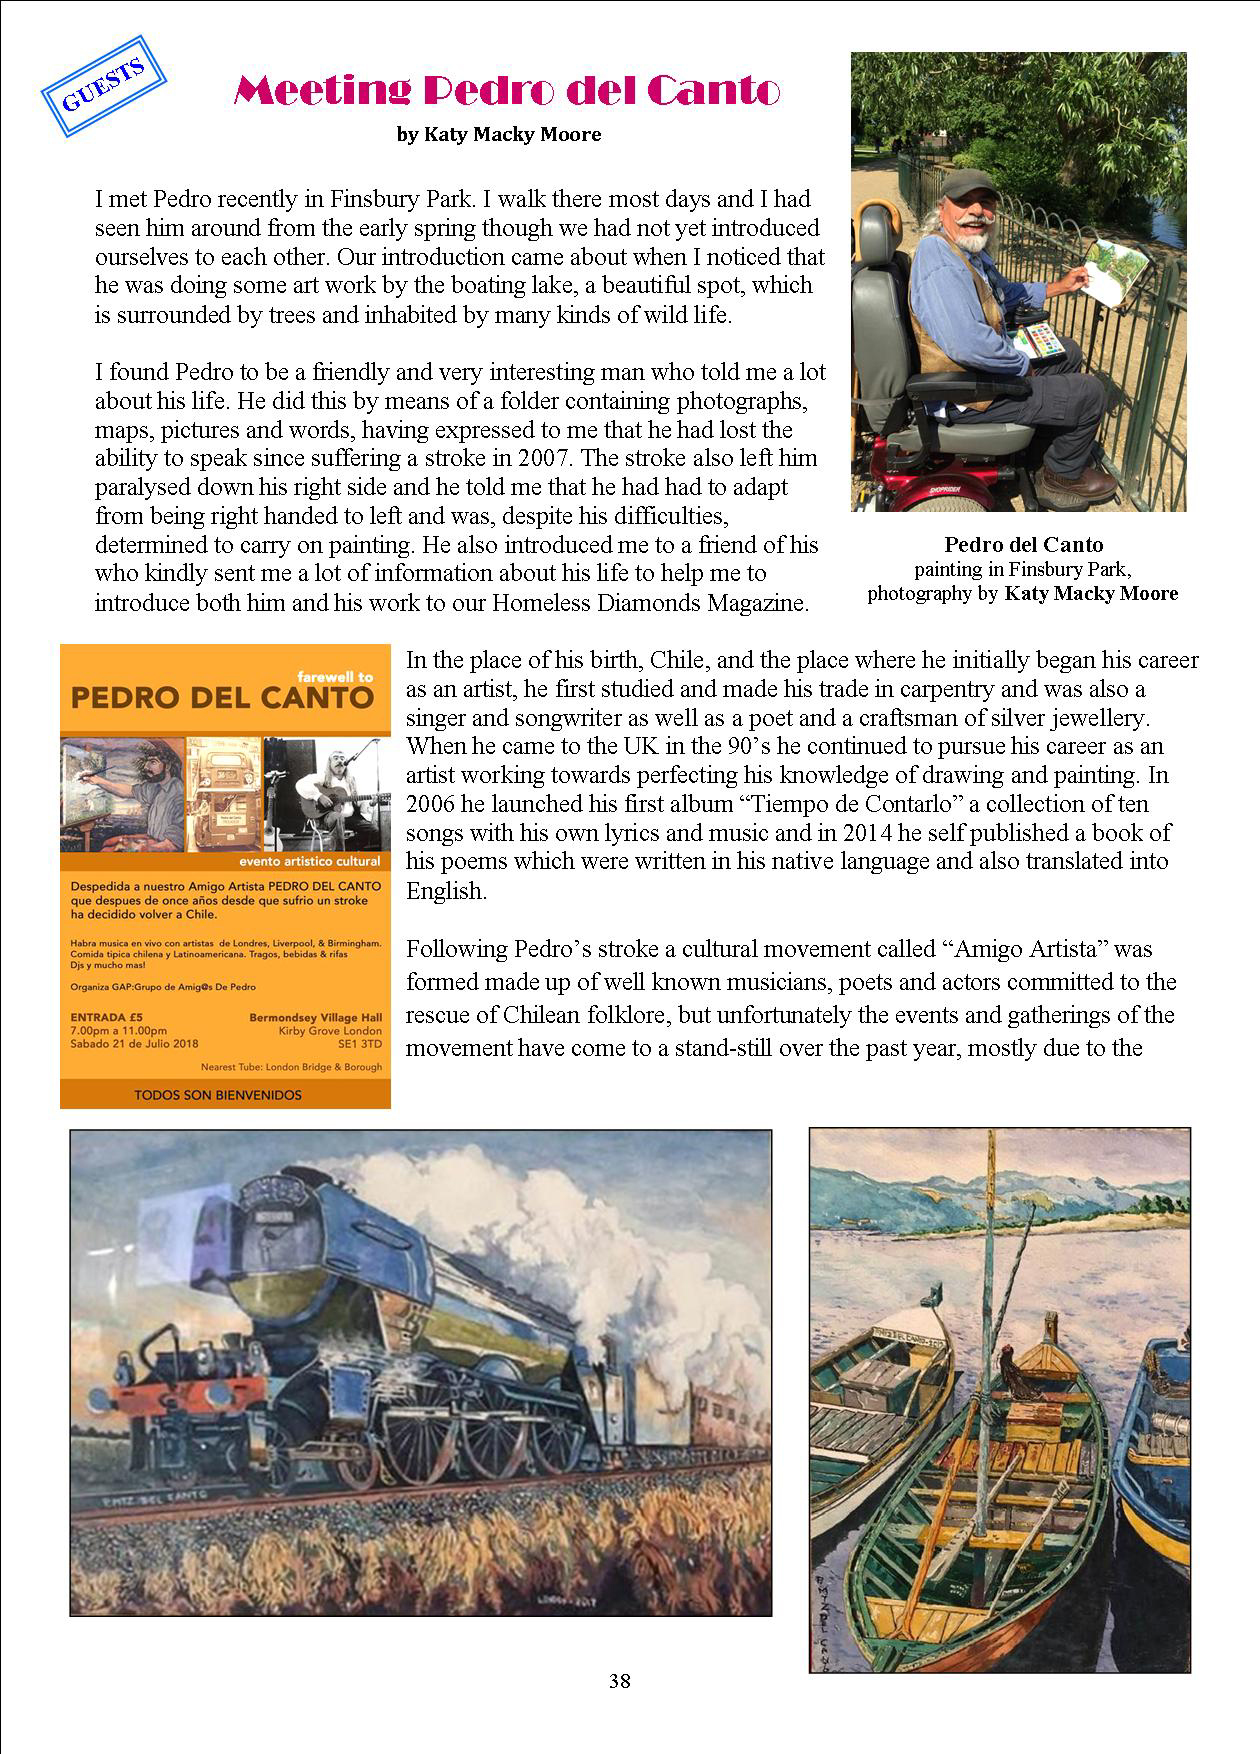 GUESTS
Meeting Pedro del Canto
by Katy Macky Moore
I met Pedro recently in Finsbury Park. I walk there most days and I had
seen him around from the early spring though we had not yet introduced
ourselves to each other. Our introduction came about when I noticed that
he was doing some art work by the boating lake, a beautiful spot, which
is surrounded by trees and inhabited by many kinds of wild life.
I found Pedro to be a friendly and very interesting man who told me a lot
about his life. He did this by means of a folder containing photographs,
maps, pictures and words, having expressed to me that he had lost the
ability to speak since suffering a stroke in 2007. The stroke also left him
paralysed down his right side and he told me that he had had to adapt
from being right handed to left and was, despite his difficulties,
determined to carry on painting. He also introduced me to a friend of his
who kindly sent me a lot of information about his life to help me to
introduce both him and his work to our Homeless Diamonds Magazine.
SHOPRIDER
Pedro del Canto
painting in Finsbury Park,
photography by Katy Macky Moore
farewell to
PEDRO DEL CANTO
evento artistico cultural
Despedida a nuestro Amigo Artista PEDRO DEL CANTO
que despues de once años desde que sufrio un stroke
ha decidido volver a Chile.
Habra musica en vivo con artistas de Londres, Liverpool, & Birmingham.
Comida tipica chilena y Latinoamericana. Tragos, bebidas & rifas
Djs y mucho mas!
Organiza GAP:Grupo de Amig@s De Pedro
ENTRADA £5
7.00pm a 11.00pm
Sabado 21 de Julio 2018
Bermondsey Village Hall
Kirby Grove London
SE1 3TD
Nearest Tube: London Bridge & Borough
TODOS SON BIENVENIDOS
In the place of his birth, Chile, and the place where he initially began his career
as an artist, he first studied and made his trade in carpentry and was also a
singer and songwriter as well as a poet and a craftsman of silver jewellery.
When he came to the UK in the 90’s he continued to pursue his career as an
artist working towards perfecting his knowledge of drawing and painting. In
2006 he launched his first album “Tiempo de Contarlo” a collection of ten
songs with his own lyrics and music and in 2014 he self published a book of
his poems which were written in his native language and also translated into
English.
Following Pedro’s stroke a cultural movement called “Amigo Artista” was
formed made up of well known musicians, poets and actors committed to the
rescue of Chilean folklore, but unfortunately the events and gatherings of the
movement have come to a stand-still over the past year, mostly due to the
P.MTZ DEL CANTO
38